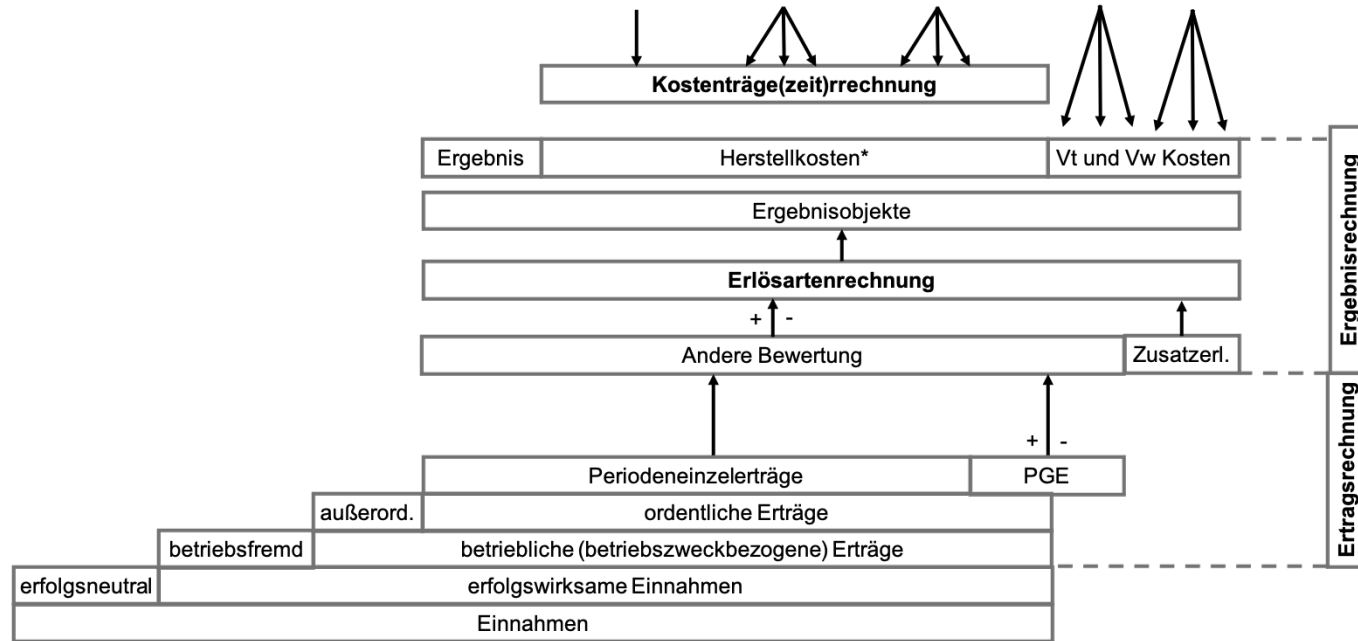 Kostenträge(zeit)rrechnung
Ergebnis
Herstellkosten*
Vt und Vw Kosten
Ergebnisobjekte
Erlösartenrechnung
+ -
Andere Bewertung
Zusatzerl.
Ergebnisrechnung
+ -
Periodeneinzelerträge
PGE
außerord.
ordentliche Erträge
betriebsfremd
betriebliche (betriebszweckbezogene) Erträge
Ertragsrechnung
erfolgsneutral
erfolgswirksame Einnahmen
Einnahmen